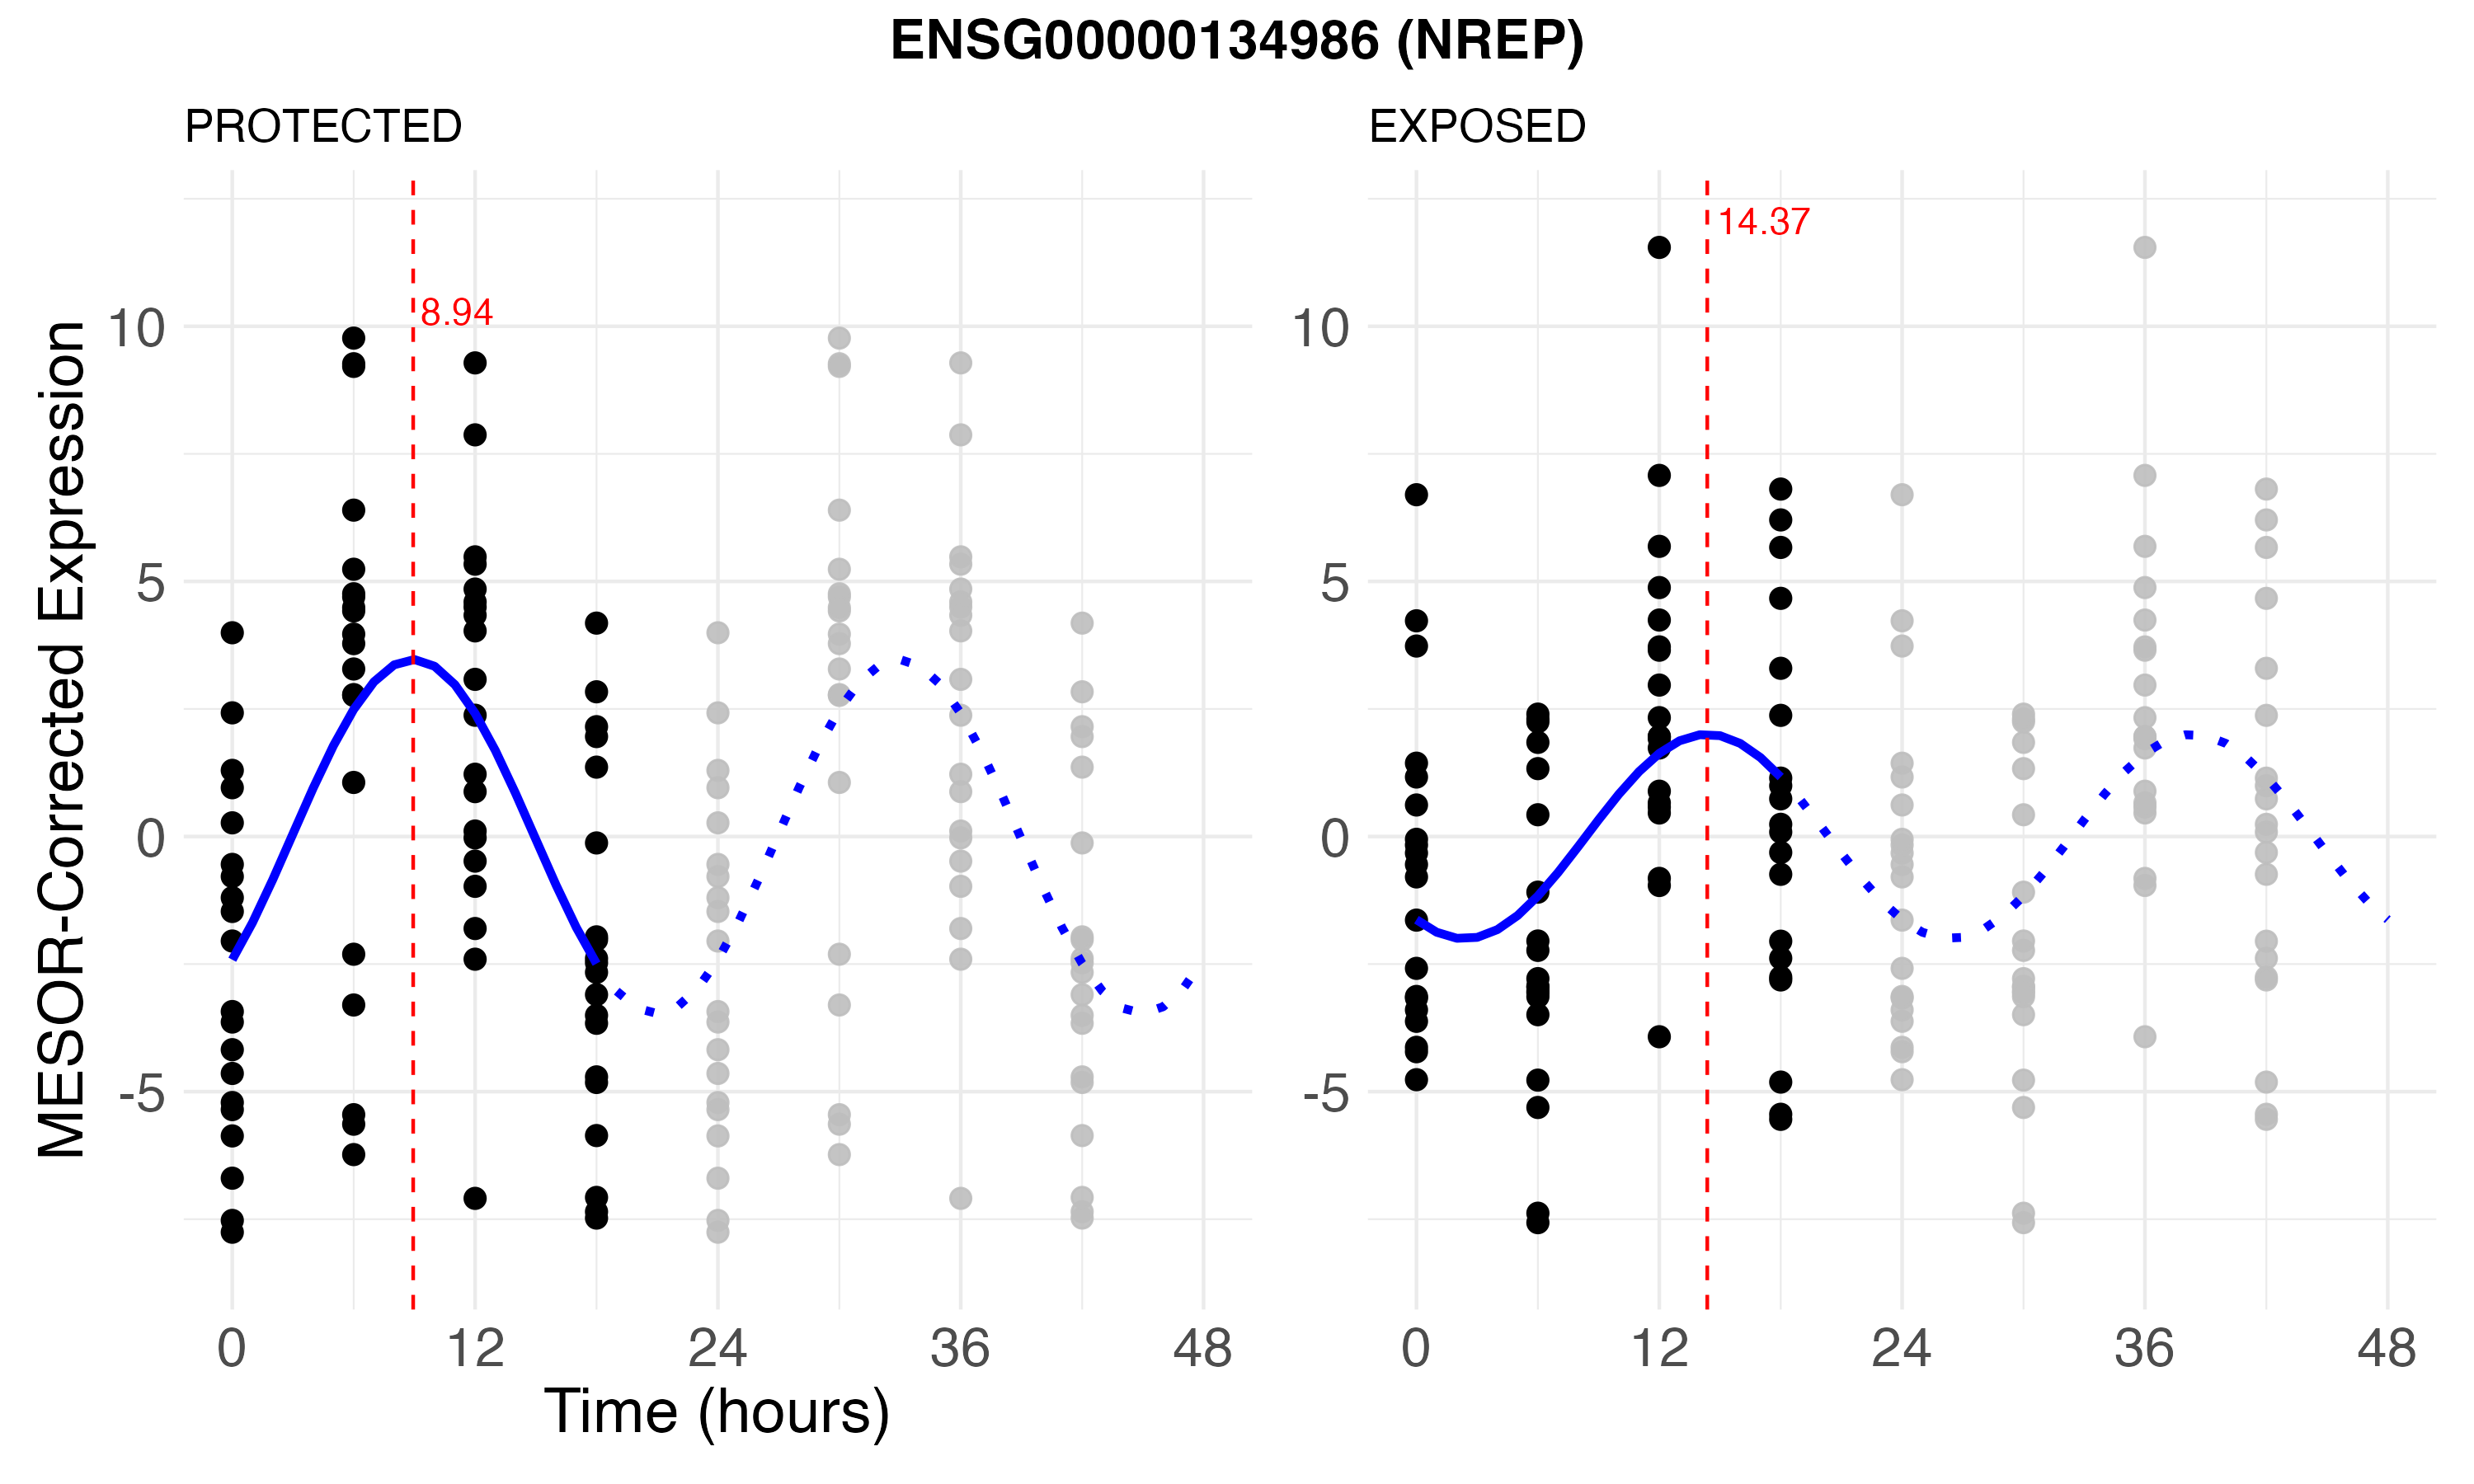 ENSG00000134986 (NREP)
PROTECTED
EXPOSED
MESOR-Corrected Expression
10
5
0
-5
8.94
0 12 24 36 48
Time (hours)
10
5
0
-5
14.37
0 12 24 36 48